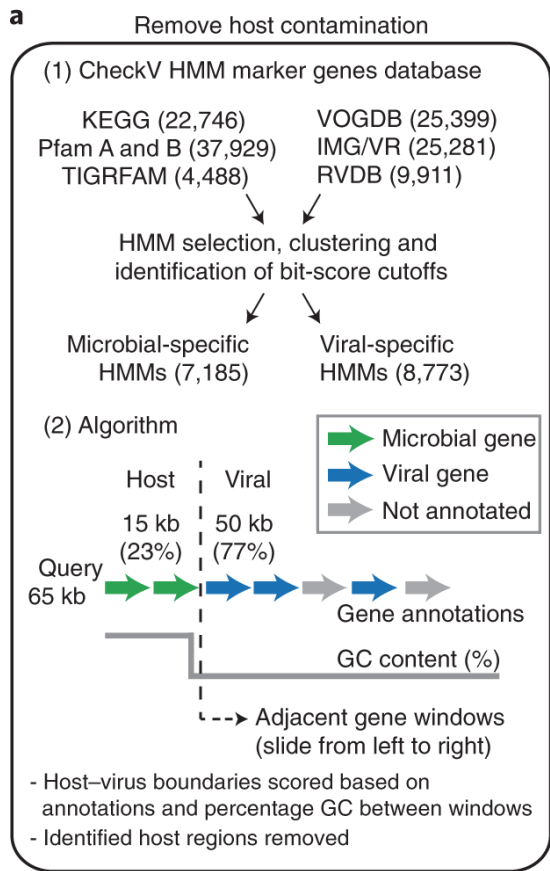 a
Remove host contamination
(1) CheckV HMM marker genes database
KEGG (22,746)
Pfam A and B (37,929)
TIGRFAM (4,488)
VOGDB (25,399)
IMG/VR (25,281)
RVDB (9,911)
HMM selection, clustering and
identification of bit-score cutoffs
Microbial-specific
HMMs (7,185)
Viral-specific
HMMs (8,773)
(2) Algorithm
Microbial gene
Viral gene
Not annotated
Host
15 kb
(23%)
Viral
50 kb
(77%)
Query
65 kb
Gene annotations
GC content (%)
Adjacent gene windows
(slide from left to right)
- Host–virus boundaries scored based on
annotations and percentage GC between windows
- Identified host regions removed